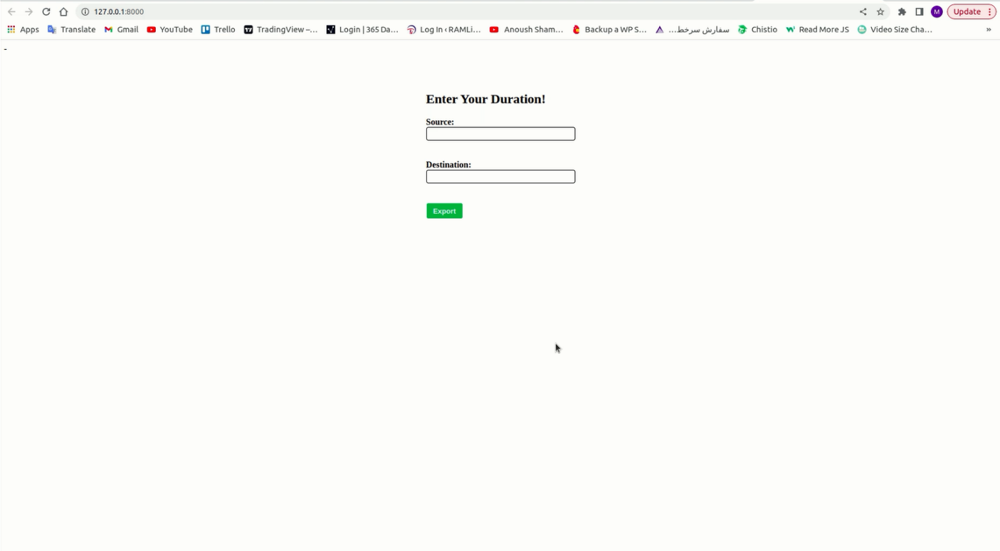 127.0.0.1:8000 M Update
Apps Translate Gmail YouTube Trello TradingView –... Login | 365 Da... Log In ‹ RAMLi... Anoush Sham... Backup a WP S... سفارش سرخط... Chistio Read More JS Video Size Cha... »
-
Enter Your Duration!
Source:
Destination:
Export